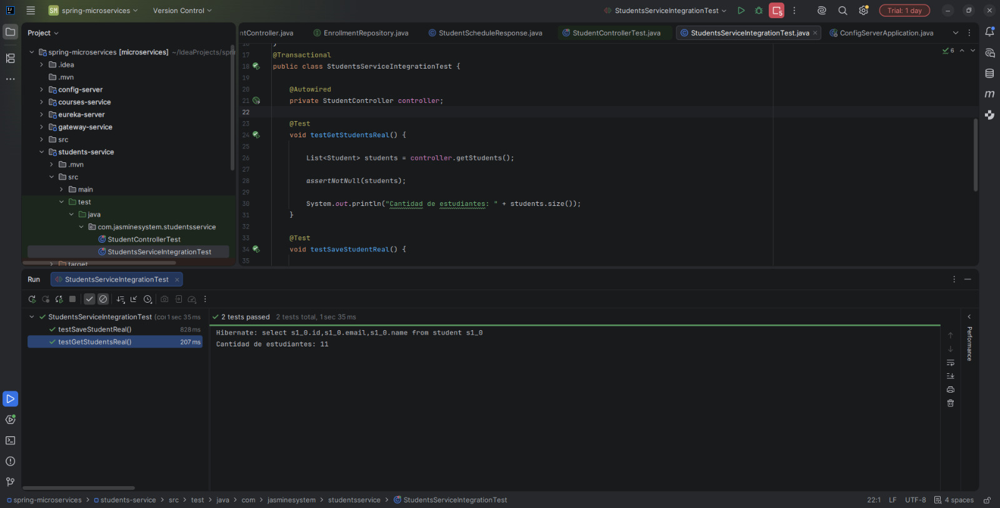 SM spring-microservices Version Control StudentsServiceIntegrationTest 5 Trial: 1 day
Project
spring-microservices [microservices] ~/IdeaProjects/spri
.idea
.mvn
config-server
courses-service
eureka-server
gateway-service
src
students-service
.mvn
src
main
test
java
com.jasminesystem.studentsservice
StudentControllerTest
StudentsServiceIntegrationTest
target
ntController.java EnrollmentRepository.java StudentScheduleResponse.java StudentControllerTest.java StudentsServiceIntegrationTest.java ConfigServerApplication.java
6
16 )
17 @Transactional
18 public class StudentsServiceIntegrationTest {
19
20 @Autowired
21 private StudentController controller;
22
23 @Test
24 void testGetStudentsReal() {
25
26 List<Student> students = controller.getStudents();
27
28 assertNotNull(students);
29
30 System.out.println("Cantidad de estudiantes: " + students.size());
31 }
32
33 @Test
34 void testSaveStudentReal() {
35
Run StudentsServiceIntegrationTest
StudentsServiceIntegrationTest (cor 1 sec 35 ms
testSaveStudentReal() 828 ms
testGetStudentsReal() 207 ms
2 tests passed 2 tests total, 1 sec 35 ms
Hibernate: select s1_0.id,s1_0.email,s1_0.name from student s1_0
Cantidad de estudiantes: 11
Performance
spring-microservices > students-service > src > test > java > com > jasminesystem > studentsservice > StudentsServiceIntegrationTest 22:1 LF UTF-8 4 spaces